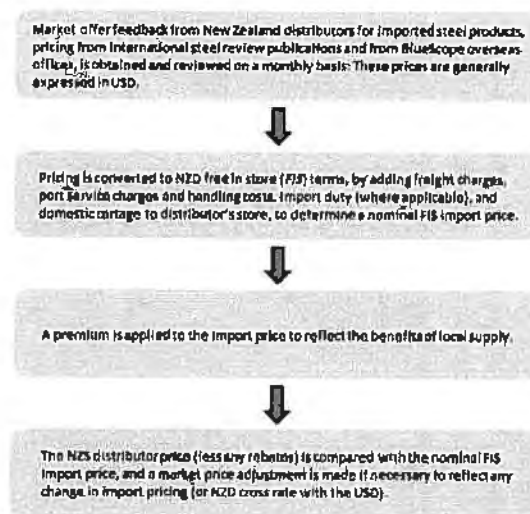 Market offer feedback from New Zealand distributors for imported steel products,
pricing from international steel review publications and from BlueScope overseas
offices, is obtained and reviewed on a monthly basis. These prices are generally
expressed in USD.
Pricing is converted to NZD free in store (FIS) terms, by adding freight charges,
port service charges and handling costs, import duty (where applicable), and
domestic cartage to distributor's store, to determine a nominal FIS import price.
A premium is applied to the import price to reflect the benefits of local supply.
The NZS distributor price (less any rebates) is compared with the nominal FIS
import price, and a market price adjustment is made if necessary to reflect any
change in import pricing (or NZD cross rate with the USD).